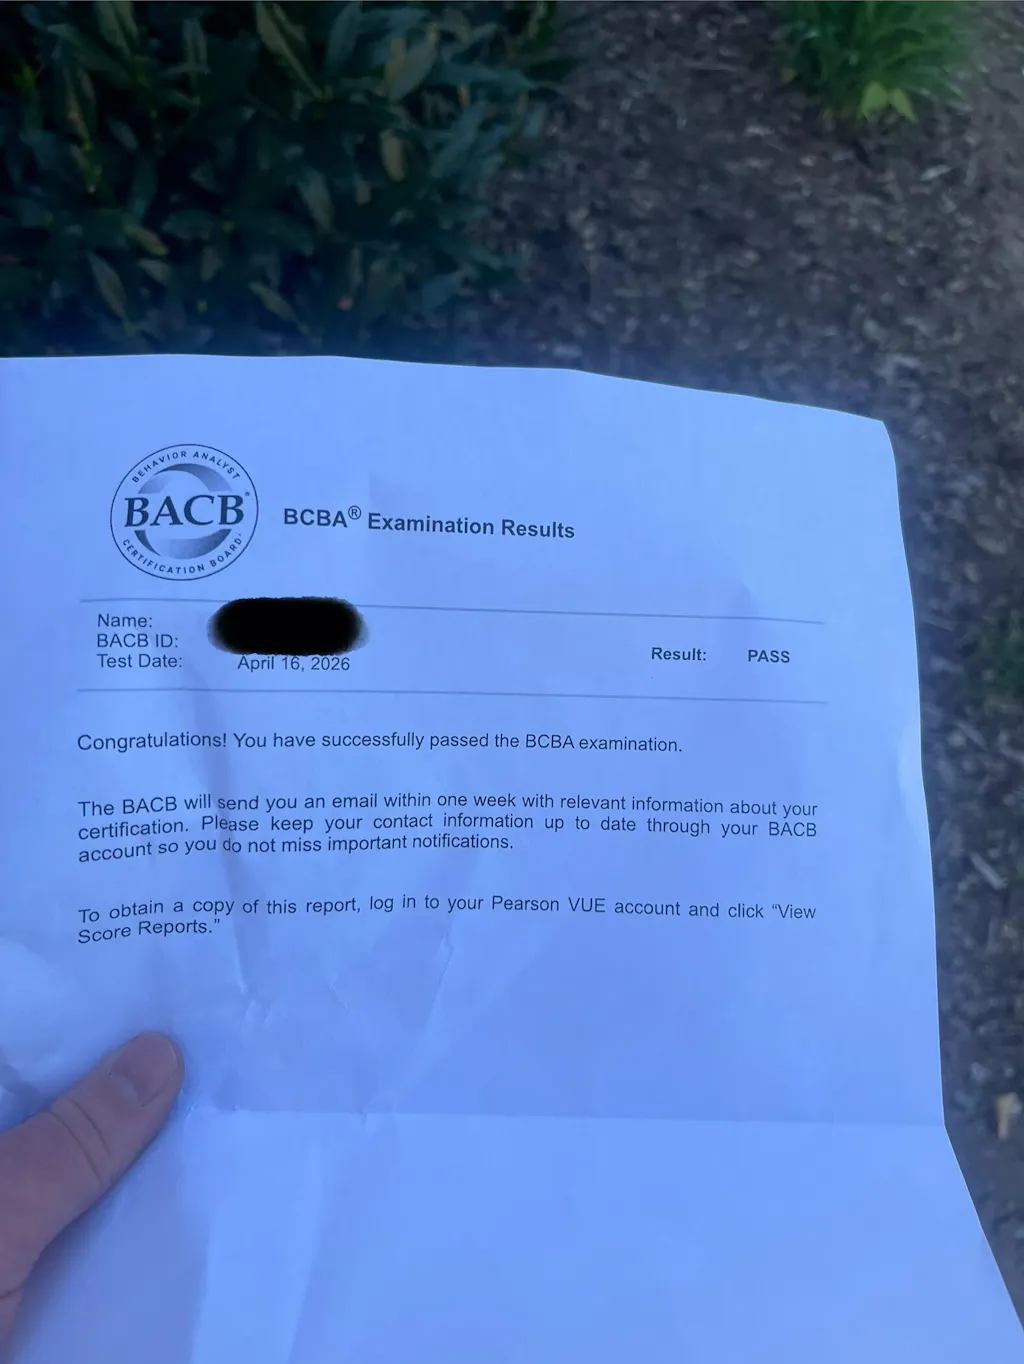 BEHAVIOR ANALYST
BACB®
CERTIFICATION BOARD
BCBA® Examination Results
Name:
BACB ID:
Test Date: April 16, 2026
Result: PASS
Congratulations! You have successfully passed the BCBA examination.
The BACB will send you an email within one week with relevant information about your
certification. Please keep your contact information up to date through your BACB
account so you do not miss important notifications.
To obtain a copy of this report, log in to your Pearson VUE account and click “View
Score Reports.”